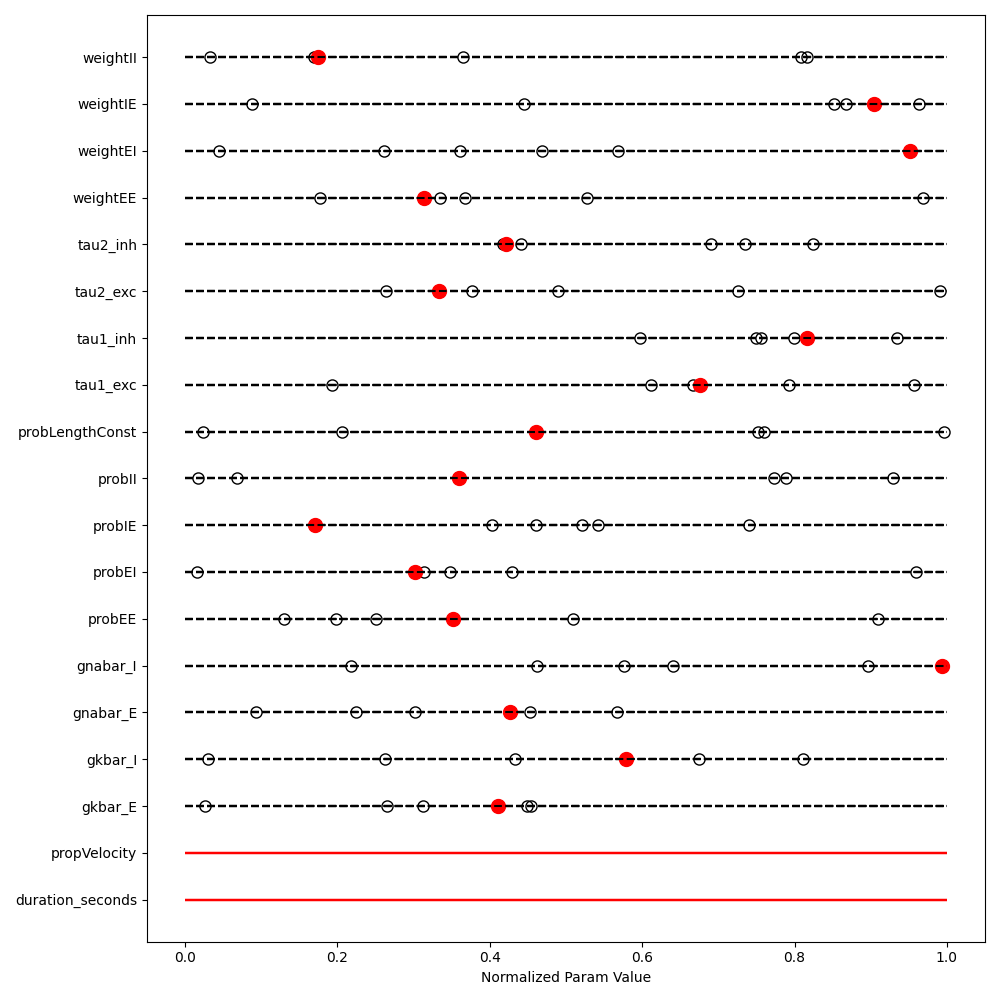 weightII
weightIE
weightEI
weightEE
tau2_inh
tau2_exc
tau1_inh
tau1_exc
probLengthConst
probII
probIE
probEI
probEE
gnabar_I
gnabar_E
gkbar_I
gkbar_E
propVelocity
duration_seconds
0.0 0.2 0.4 0.6 0.8 1.0
Normalized Param Value